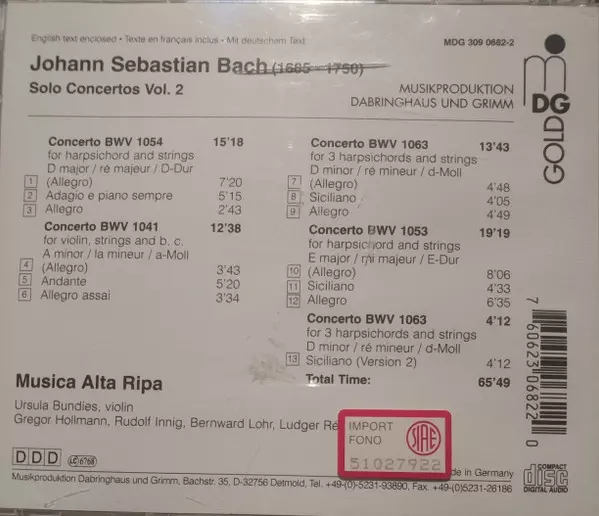 English text enclosed • Texte en français inclus • Mit deutschem Text
MDG 309 0682-2
Johann Sebastian Bach (1685 - 1750)
Solo Concertos Vol. 2
MUSIKPRODUKTION
DABRINGHAUS UND GRIMM
DG
GOLD
Concerto BWV 1054 15'18
for harpsichord and strings
D major / ré majeur / D-Dur
1 (Allegro) 7'20
2 Adagio e piano sempre 5'15
3 Allegro 2'43
Concerto BWV 1041 12'38
for violin, strings and b. c.
A minor / la mineur / a-Moll
4 (Allegro) 3'43
5 Andante 5'20
6 Allegro assai 3'34
Concerto BWV 1063 13'43
for 3 harpsichords and strings
D minor / ré mineur / d-Moll
7 (Allegro) 4'48
8 Siciliano 4'05
9 Allegro 4'49
Concerto BWV 1053 19'19
for harpsichord and strings
E major / mi majeur / E-Dur
10 (Allegro) 8'06
11 Siciliano 4'33
12 Allegro 6'35
Concerto BWV 1063 4'12
for 3 harpsichords and strings
D minor / ré mineur / d-Moll
13 Siciliano (Version 2) 4'12
Total Time: 65'49
7 60623 06822 0
Musica Alta Ripa
Ursula Bundies, violin
Gregor Hollmann, Rudolf Innig, Bernward Lohr, Ludger Ré
IMPORT
FONO
SIAE
51027922
DDD
LC 6768
de in Germany
COMPACT
disc
DIGITAL AUDIO
Musikproduktion Dabringhaus und Grimm, Bachstr. 35, D-32756 Detmold, Tel. +49-(0)-5231-93890, Fax. +49-(0)-5231-26186